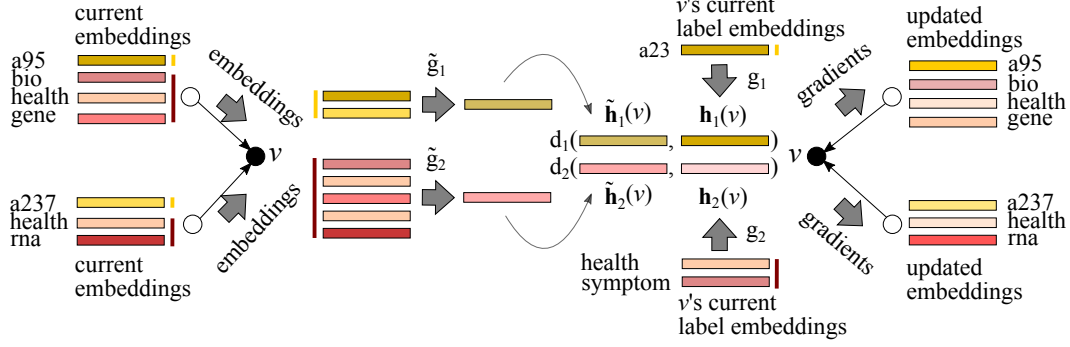 current
embeddings
a95
bio
health
gene
embeddings
v
a237
health
rna
embeddings
current
embeddings
g̃₁
g̃₂
v's current
label embeddings
a23
g₁
h̃₁(v)
h₁(v)
d₁( , )
d₂( , )
h̃₂(v)
h₂(v)
g₂
health
symptom
v's current
label embeddings
v
gradients
gradients
updated
embeddings
a95
bio
health
gene
a237
health
rna
updated
embeddings